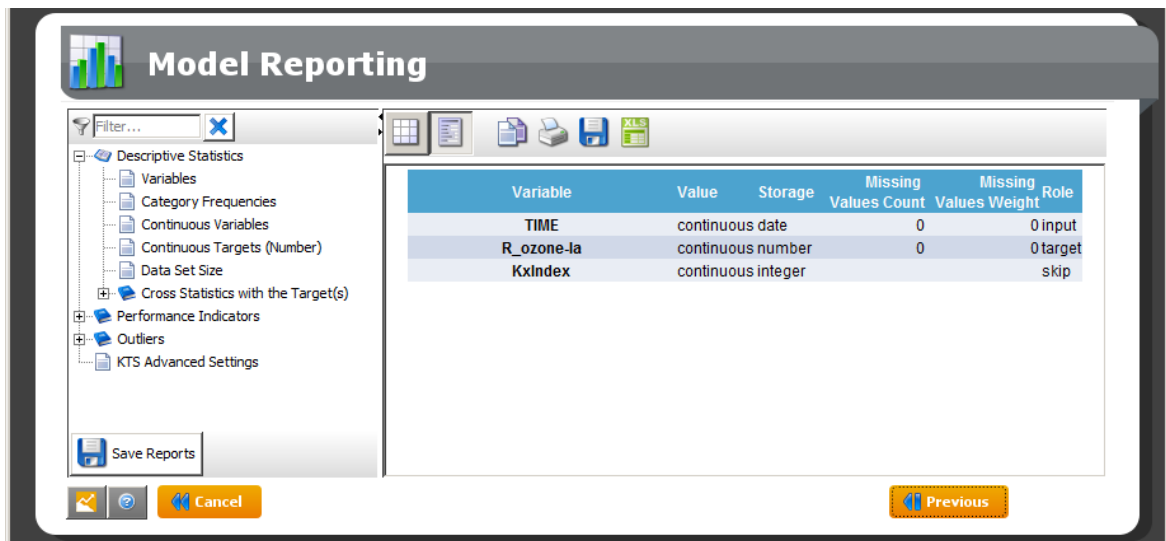 Model Reporting
Filter...
Descriptive Statistics
Variables
Category Frequencies
Continuous Variables
Continuous Targets (Number)
Data Set Size
Cross Statistics with the Target(s)
Performance Indicators
Outliers
KTS Advanced Settings
Save Reports
XLS
Variable Value Storage Missing Values Count Missing Values Weight Role
TIME continuous date 0 0 input
R_ozone-la continuous number 0 0 target
KxIndex continuous integer skip
Cancel
Previous